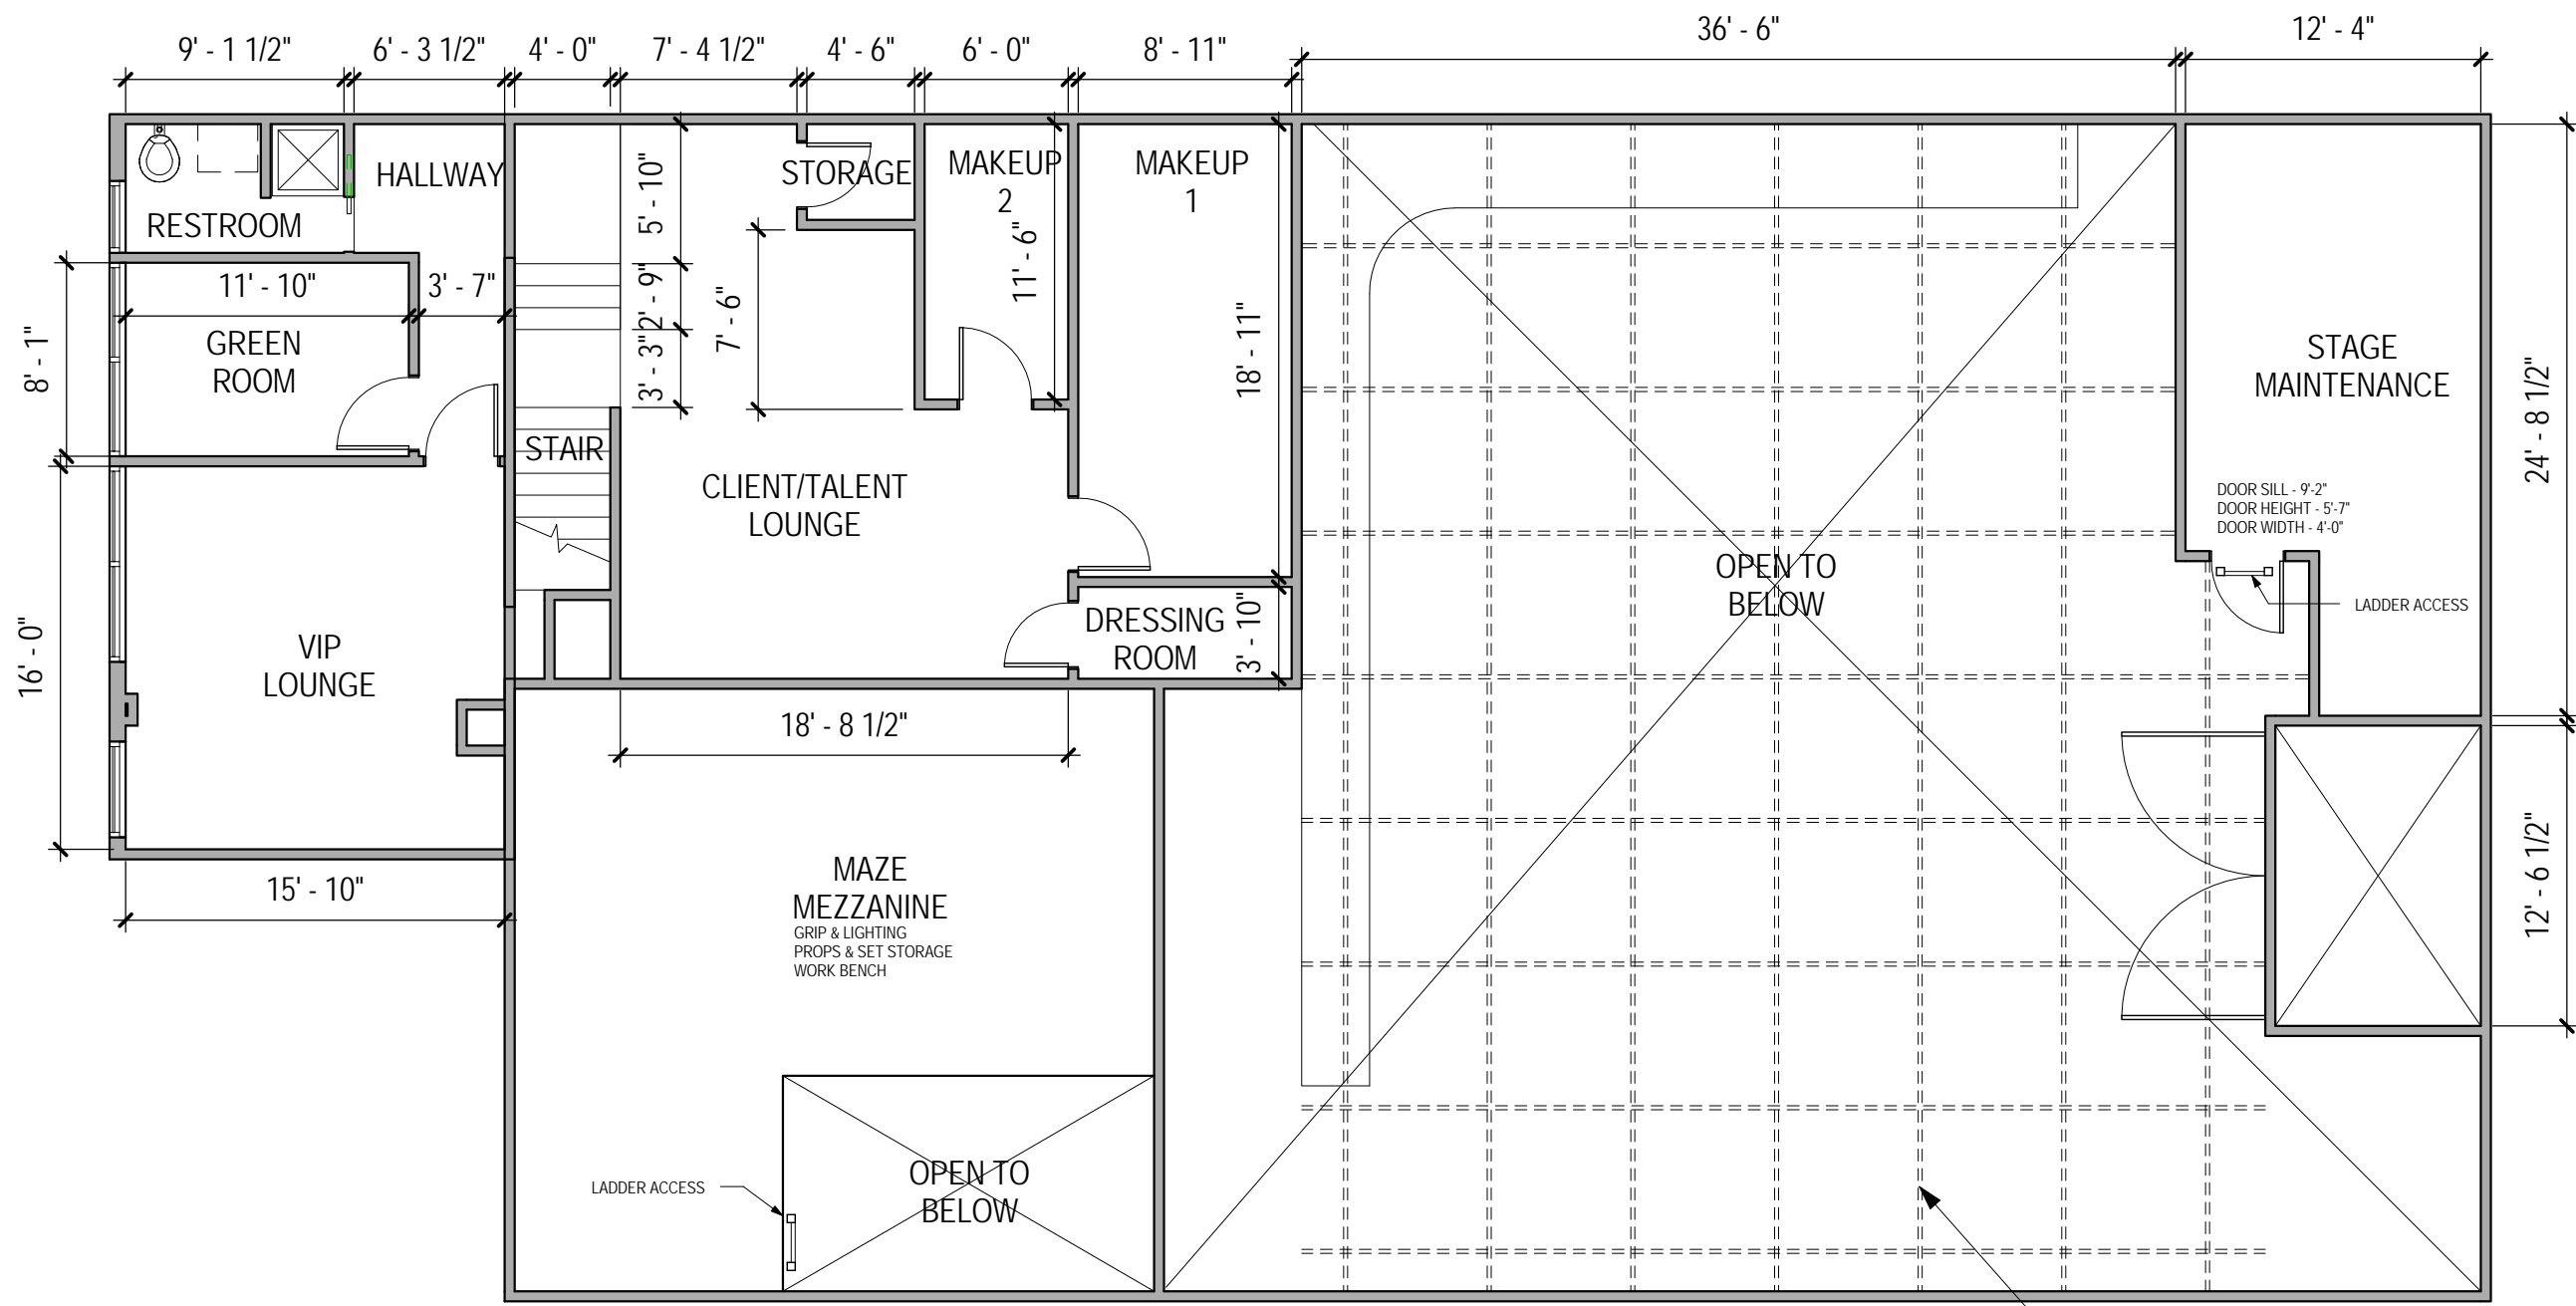 36' - 6"
12' - 4"
9' - 1 1/2"
6' - 3 1/2"
4' - 0"
7' - 4 1/2"
4' - 6"
6' - 0"
8' - 11"
HALLWAY
RESTROOM
5' - 10"
STORAGE
MAKEUP
2
11' - 6"
MAKEUP
1
18' - 11"
11' - 10"
3' - 7"
2' - 9"
3' - 3"
7' - 6"
8' - 1"
GREEN
ROOM
STAIR
CLIENT/TALENT
LOUNGE
STAGE
MAINTENANCE
24' - 8 1/2"
DOOR SILL - 9'-2"
DOOR HEIGHT - 5'-7"
DOOR WIDTH - 4'-0"
OPEN TO
BELOW
LADDER ACCESS
16' - 0"
VIP
LOUNGE
DRESSING
ROOM
3' - 10"
18' - 8 1/2"
15' - 10"
MAZE
MEZZANINE
GRIP & LIGHTING
PROPS & SET STORAGE
WORK BENCH
12' - 6 1/2"
LADDER ACCESS
OPEN TO
BELOW